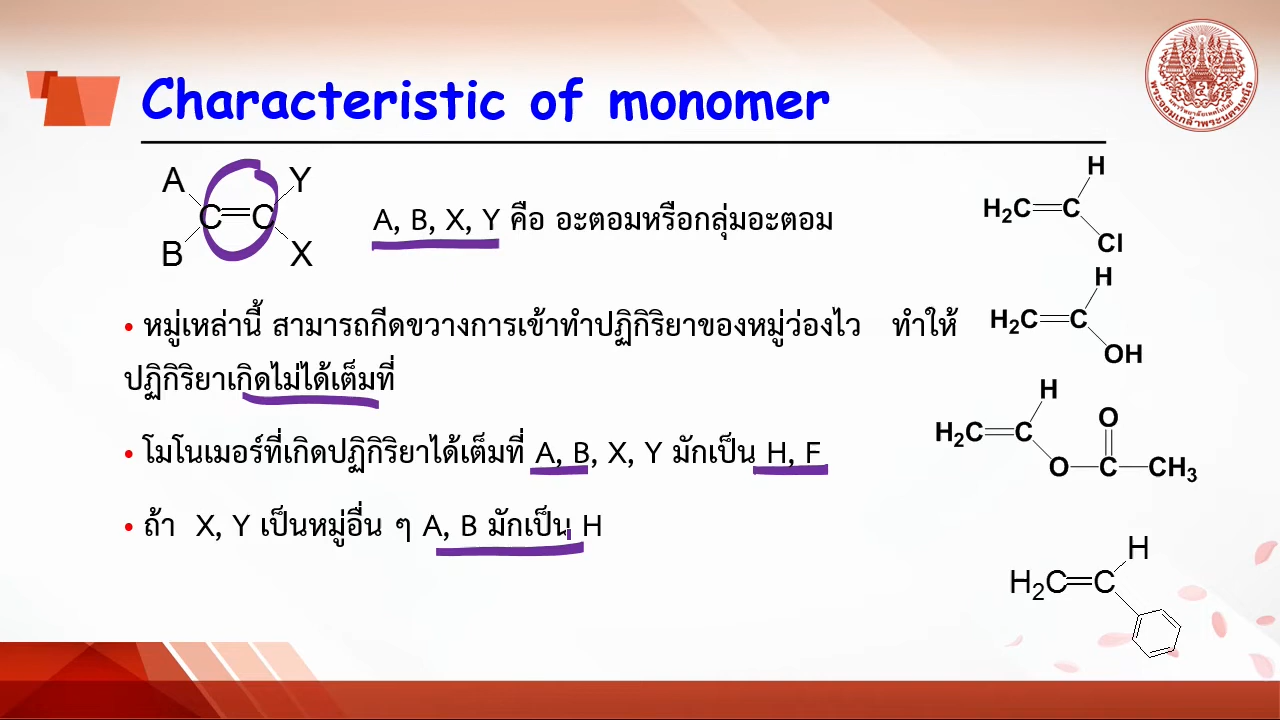 Characteristic of monomer
A Y
C=C
B X
A, B, X, Y คือ อะตอมหรือกลุ่มอะตอม
• หมู่เหล่านี้ สามารถกีดขวางการเข้าทำปฏิกิริยาของหมู่ว่องไว ทำให้
ปฏิกิริยาเกิดไม่ได้เต็มที่
• โมโนเมอร์ที่เกิดปฏิกิริยาได้เต็มที่ A, B, X, Y มักเป็น H, F
• ถ้า X, Y เป็นหมู่อื่น ๆ A, B มักเป็น H
H
H₂C=C
Cl
H
H₂C=C
OH
H
O
H₂C=C
O C CH₃
H
H₂C=C